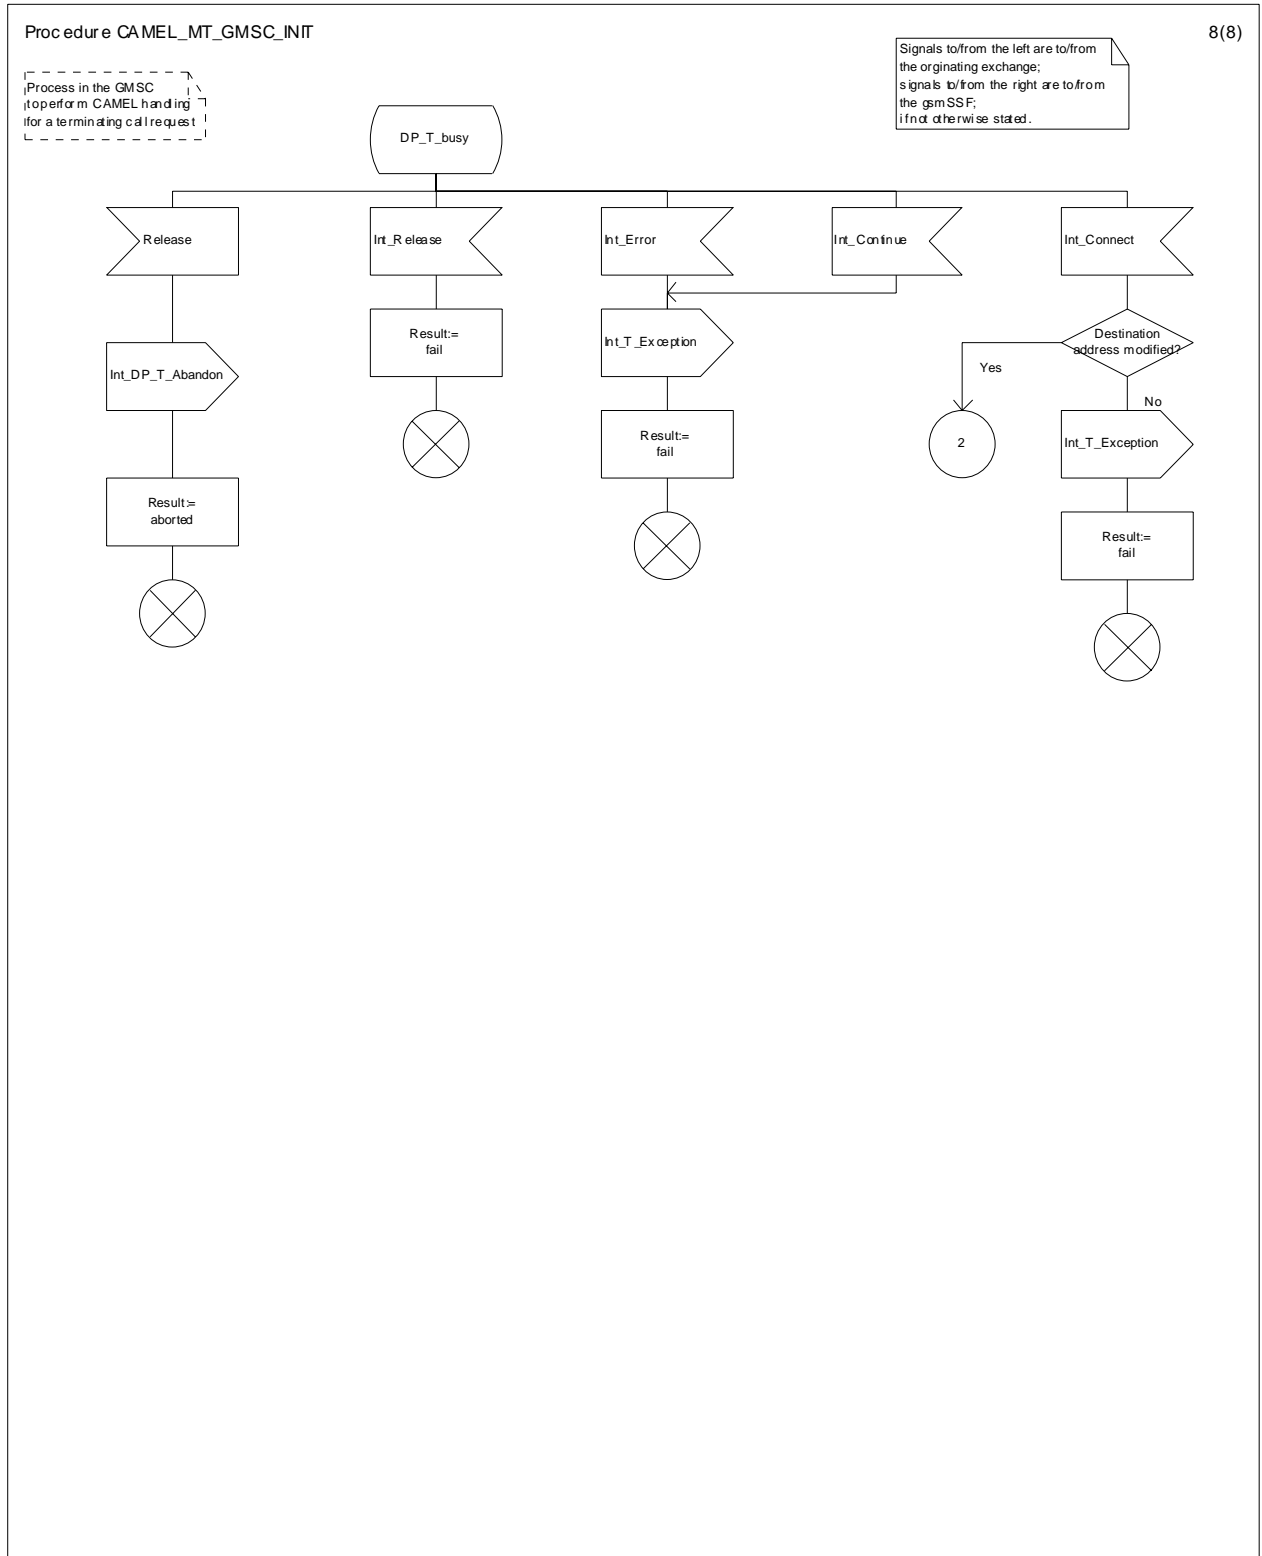 Procedure CAMEL_MT_GMSC_INIT
8(8)
Process in the GMSC
to perform CAMEL handling
for a terminating call request
Signals to/from the left are to/from
the orginating exchange;
signals to/from the right are to/from
the gsmSSF;
if not otherwise stated.
DP_T_busy
Release
Int_Release
Int_Error
Int_Continue
Int_Connect
Int_DP_T_Abandon
Result:=
fail
Int_T_Exception
Destination
address modified?
Yes
No
Result:=
fail
2
Int_T_Exception
Result:=
aborted
Result:=
fail